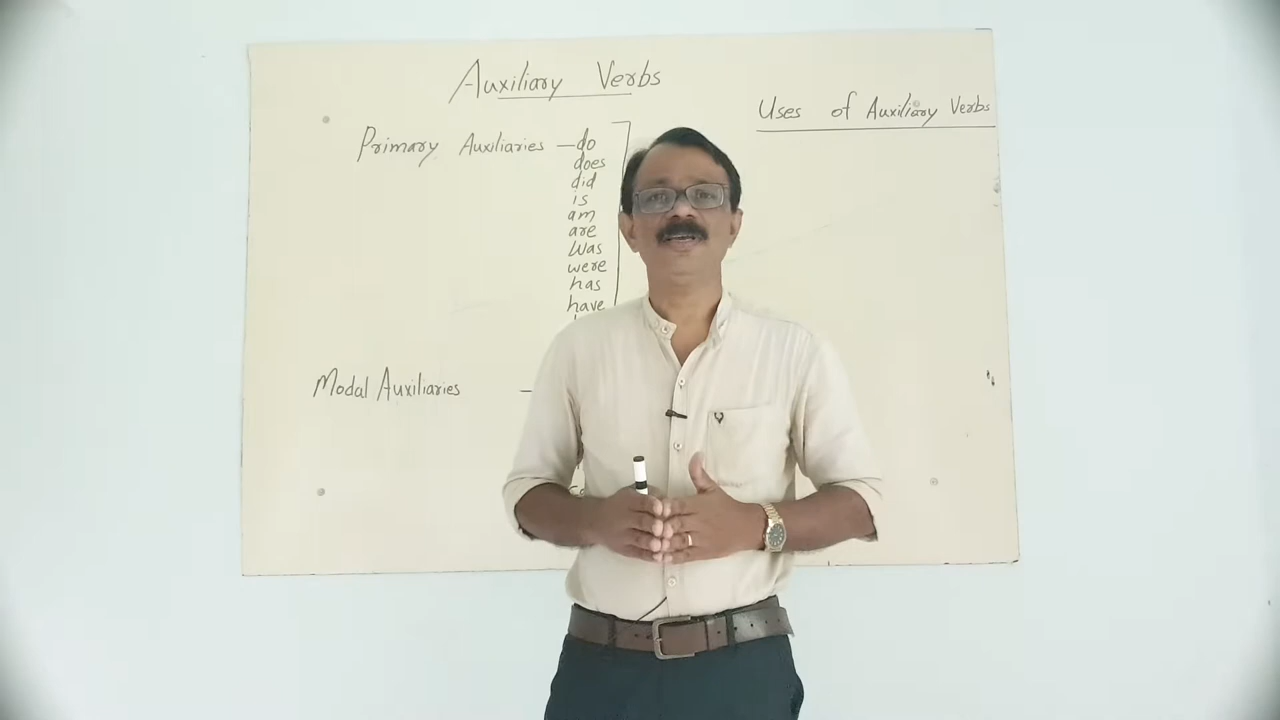 Auxiliary Verbs
Uses of Auxiliary Verbs
Primary Auxiliaries — do
does
did
is
am
are
Was
were
has
have
Modal Auxiliaries —